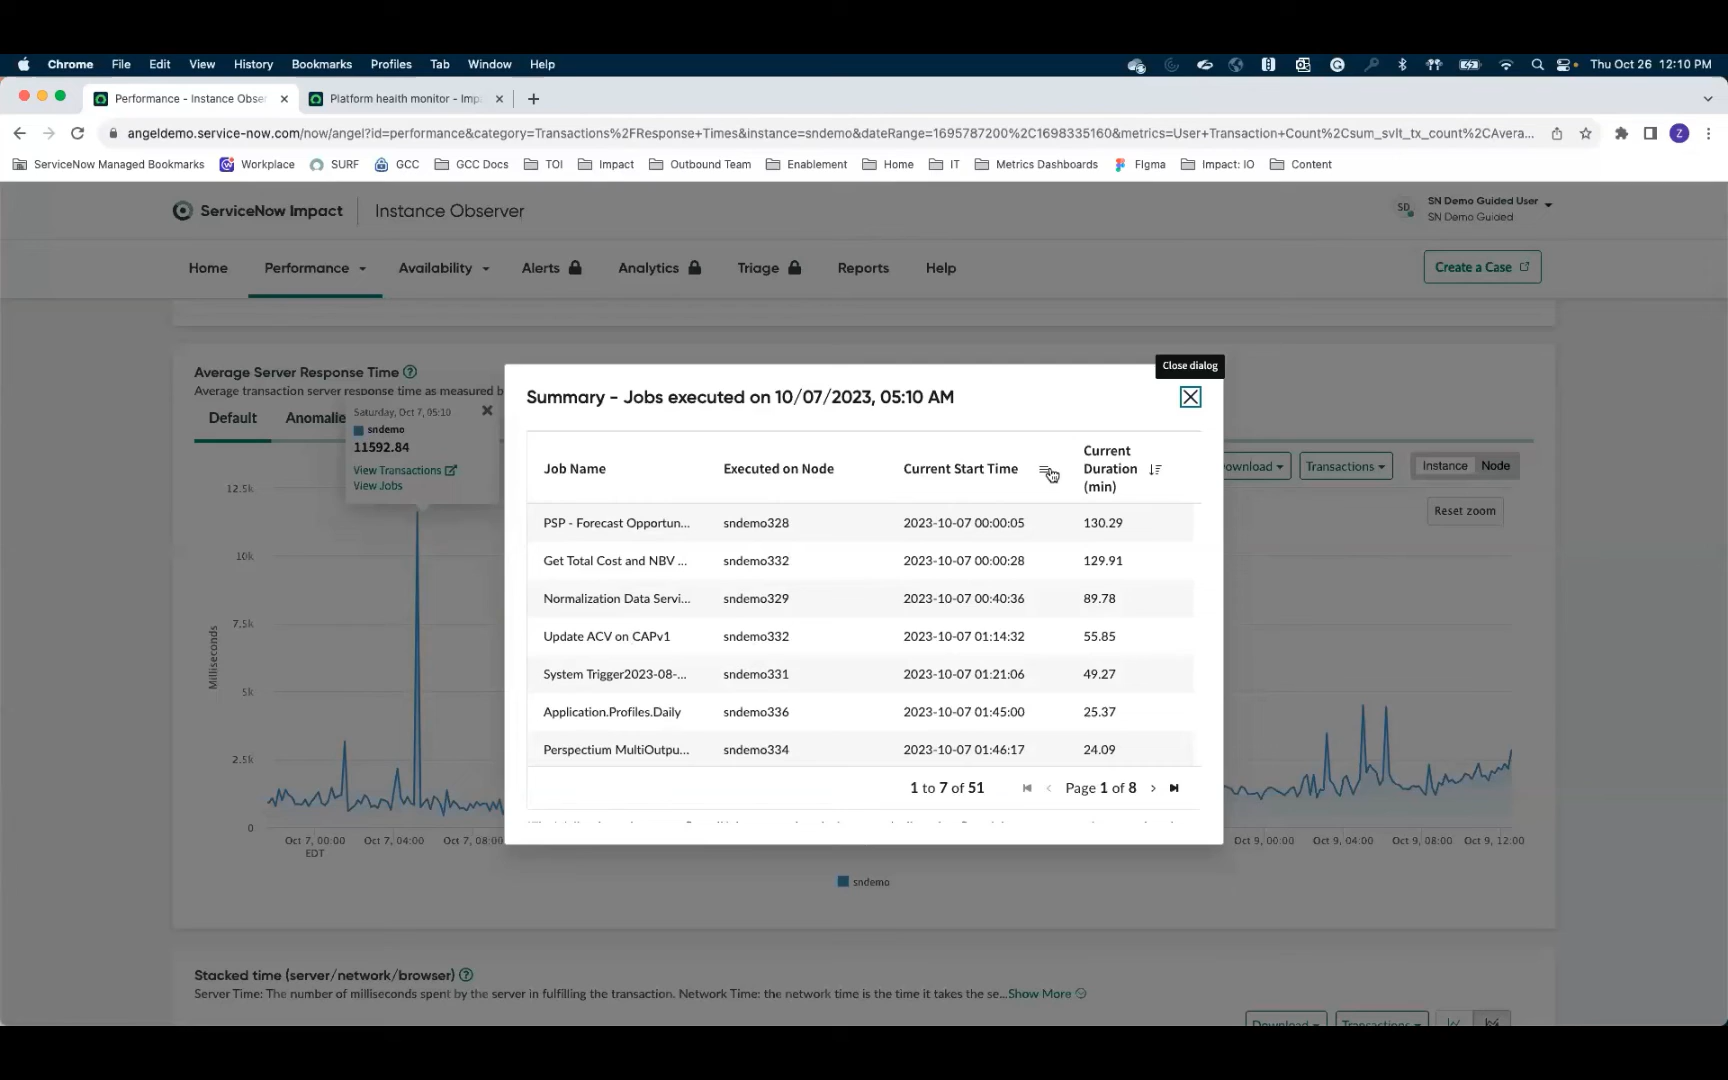 Chrome File Edit View History Bookmarks Profiles Tab Window Help Thu Oct 26 12:10 PM
Performance - Instance Obser Platform health monitor - Imp
angeldemo.service-now.com/now/angel?id=performance&category=Transactions%2FResponse+Times&instance=sndemo&dateRange=1695787200%2C1698335160&metrics=User+Transaction+Count%2Csum_svlt_tx_count%2CAvera... Z
ServiceNow Managed Bookmarks Workplace SURF GCC GCC Docs TOI Impact Outbound Team Enablement Home IT Metrics Dashboards Figma Impact: IO Content
ServiceNow Impact Instance Observer SD SN Demo Guided User
SN Demo Guided
Home Performance Availability Alerts Analytics Triage Reports Help Create a Case
Average Server Response Time
Average transaction server response time as measured b
Default Anomalie
Saturday, Oct 7, 05:10
sndemo
11592.84
View Transactions
View Jobs
Close dialog
Summary - Jobs executed on 10/07/2023, 05:10 AM
Job Name Executed on Node Current Start Time Current Duration (min)
PSP - Forecast Opportun... sndemo328 2023-10-07 00:00:05 130.29
Get Total Cost and NBV ... sndemo332 2023-10-07 00:00:28 129.91
Normalization Data Servi... sndemo329 2023-10-07 00:40:36 89.78
Update ACV on CAPv1 sndemo332 2023-10-07 01:14:32 55.85
System Trigger2023-08-... sndemo331 2023-10-07 01:21:06 49.27
Application.Profiles.Daily sndemo336 2023-10-07 01:45:00 25.37
Perspectium MultiOutpu... sndemo334 2023-10-07 01:46:17 24.09
1 to 7 of 51 Page 1 of 8
ownload Transactions Instance Node
Reset zoom
Milliseconds
12.5k
10k
7.5k
5k
2.5k
0
Oct 7, 00:00 EDT Oct 7, 04:00 Oct 7, 08:00 Oct 9, 00:00 Oct 9, 04:00 Oct 9, 08:00 Oct 9, 12:00
sndemo
Stacked time (server/network/browser)
Server Time: The number of milliseconds spent by the server in fulfilling the transaction. Network Time: the network time is the time it takes the se...Show More
Download Transactions